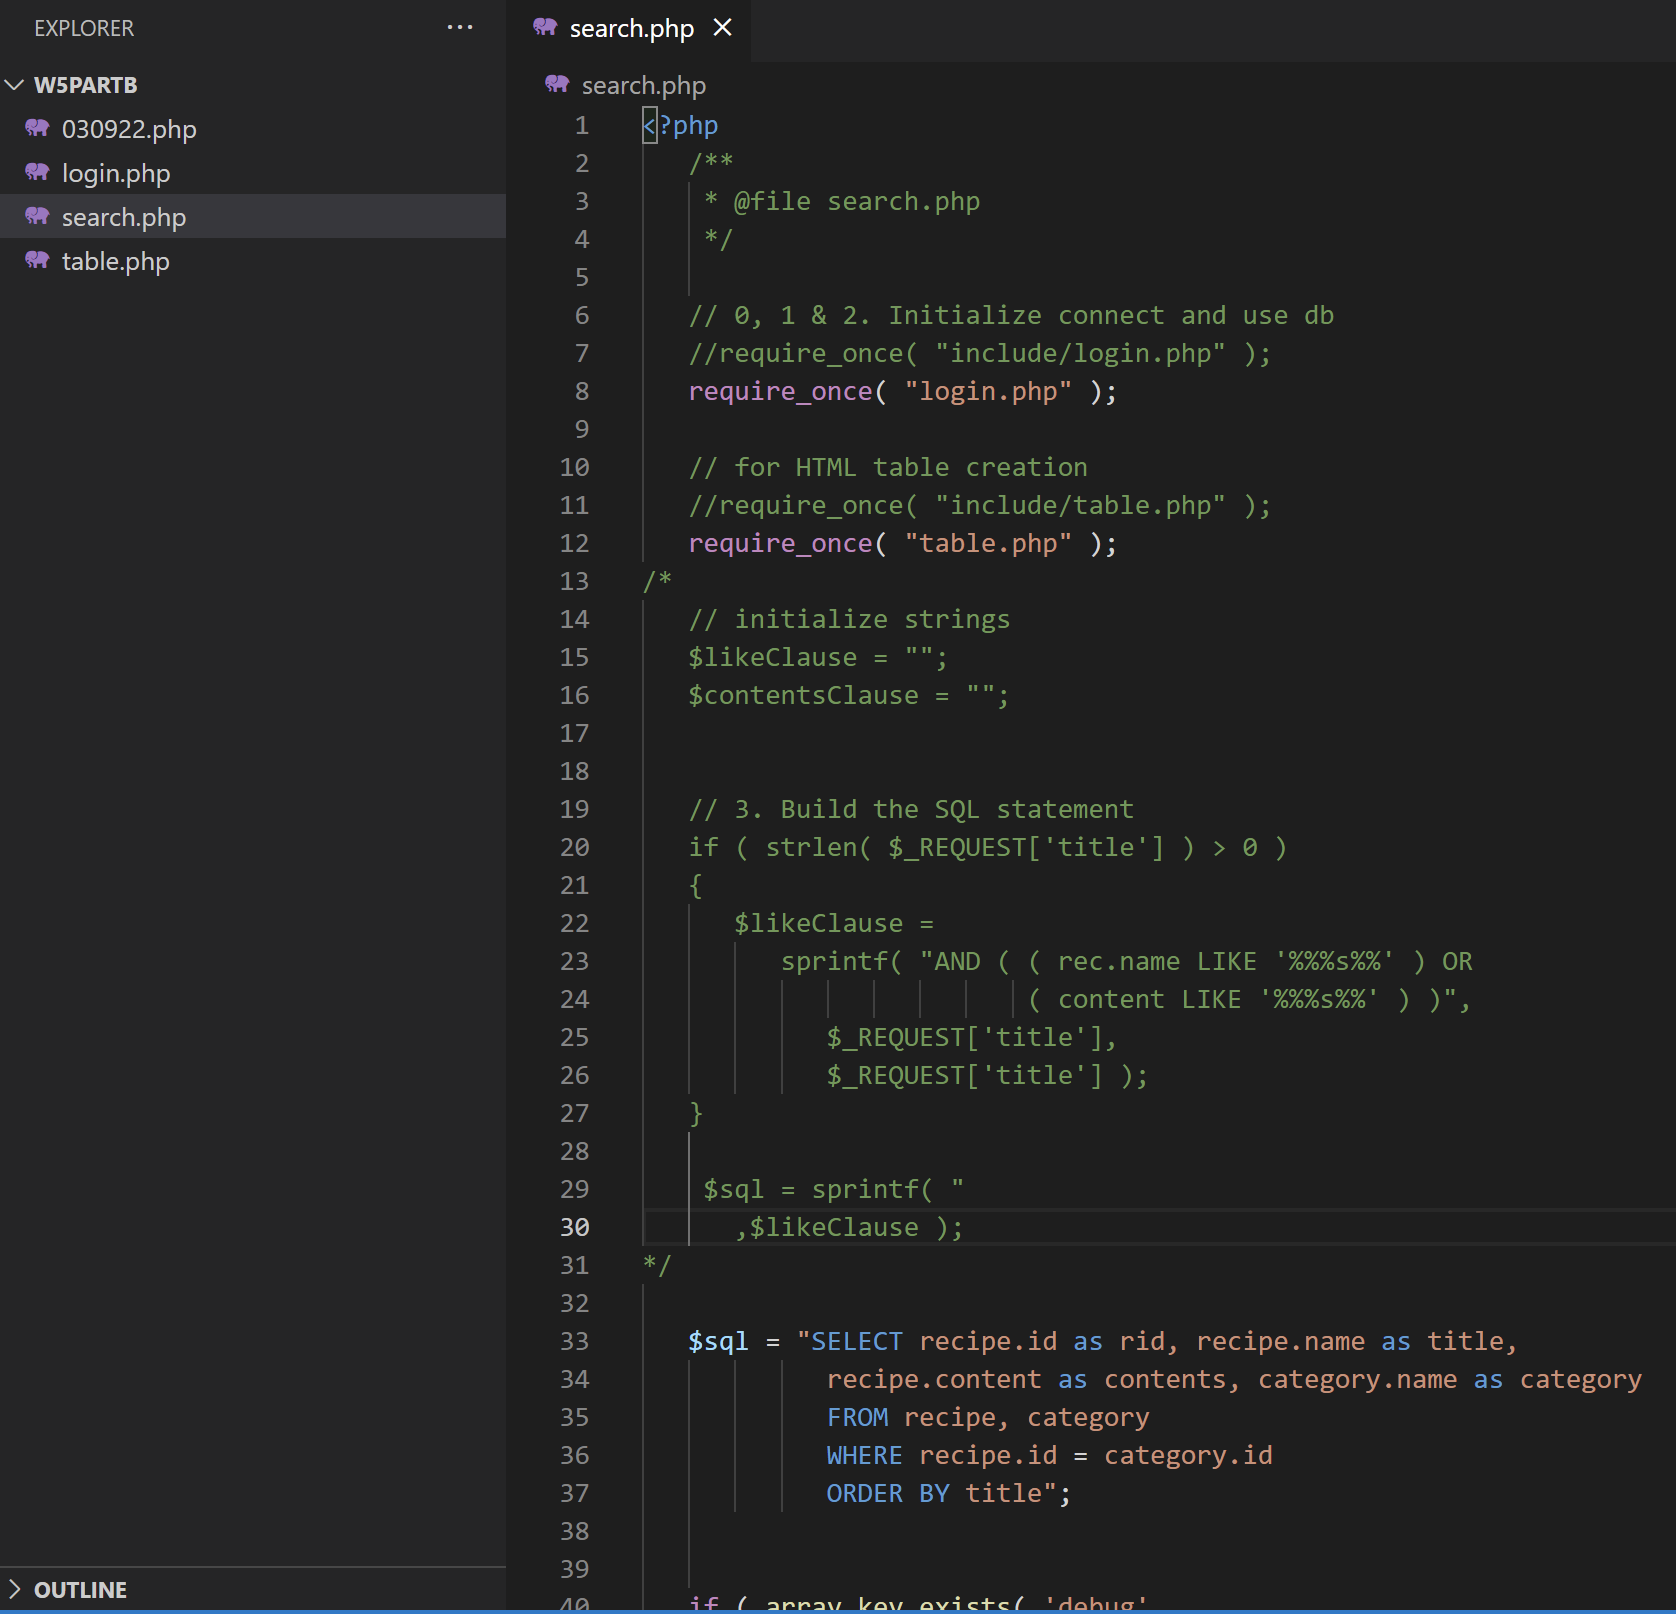 EXPLORER
W5PARTB
030922.php
login.php
search.php
table.php
OUTLINE
search.php
search.php
1 <?php
2 /**
3 * @file search.php
4 */
5
6 // 0, 1 & 2. Initialize connect and use db
7 //require_once( "include/login.php" );
8 require_once( "login.php" );
9
10 // for HTML table creation
11 //require_once( "include/table.php" );
12 require_once( "table.php" );
13 /*
14 // initialize strings
15 $likeClause = "";
16 $contentsClause = "";
17
18
19 // 3. Build the SQL statement
20 if ( strlen( $_REQUEST['title'] ) > 0 )
21 {
22 $likeClause =
23 sprintf( "AND ( ( rec.name LIKE '%%%s%%' ) OR
24 ( content LIKE '%%%s%%' ) )",
25 $_REQUEST['title'],
26 $_REQUEST['title'] );
27 }
28
29 $sql = sprintf( "
30 ,$likeClause );
31 */
32
33 $sql = "SELECT recipe.id as rid, recipe.name as title,
34 recipe.content as contents, category.name as category
35 FROM recipe, category
36 WHERE recipe.id = category.id
37 ORDER BY title";
38
39
40 if ( array_key_exists( 'debug'